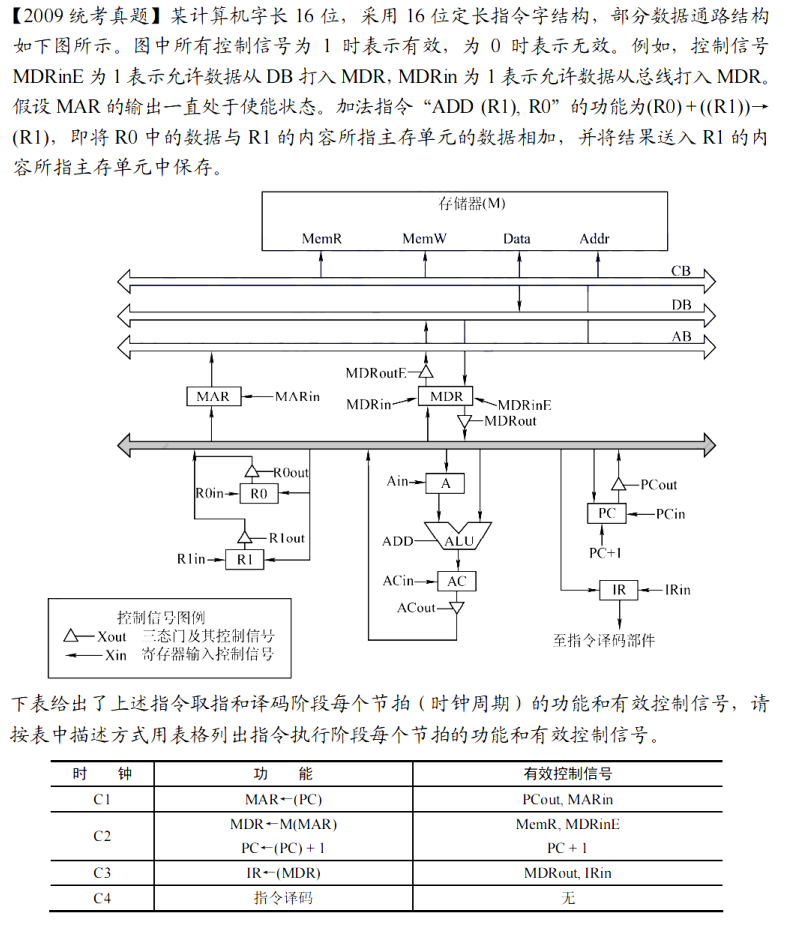 【2009 统考真题】某计算机字长 16 位，采用 16 位定长指令字结构，部分数据通路结构
如下图所示。图中所有控制信号为 1 时表示有效，为 0 时表示无效。例如，控制信号
MDRinE 为 1 表示允许数据从 DB 打入 MDR, MDRin 为 1 表示允许数据从总线打入 MDR。
假设 MAR 的输出一直处于使能状态。加法指令“ADD (R1), R0”的功能为(R0)+((R1))→
(R1)，即将 R0 中的数据与 R1 的内容所指主存单元的数据相加，并将结果送入 R1 的内
容所指主存单元中保存。
存储器(M)
MemR MemW Data Addr
CB
DB
AB
MDRoutE
MAR MARin MDRin MDR MDRinE
MDRout
R0out
R0in R0
R1out
R1in R1
Ain A
ADD ALU
ACin AC
ACout
PCout
PC PCin
PC+1
IR IRin
至指令译码部件
控制信号图例
Xout 三态门及其控制信号
Xin 寄存器输入控制信号
下表给出了上述指令取指和译码阶段每个节拍（时钟周期）的功能和有效控制信号，请
按表中描述方式用表格列出指令执行阶段每个节拍的功能和有效控制信号。
时 钟 功 能 有效控制信号
C1 MAR←(PC) PCout, MARin
C2 MDR←M(MAR) MemR, MDRinE
PC←(PC)+1 PC+1
C3 IR←(MDR) MDRout, IRin
C4 指令译码 无